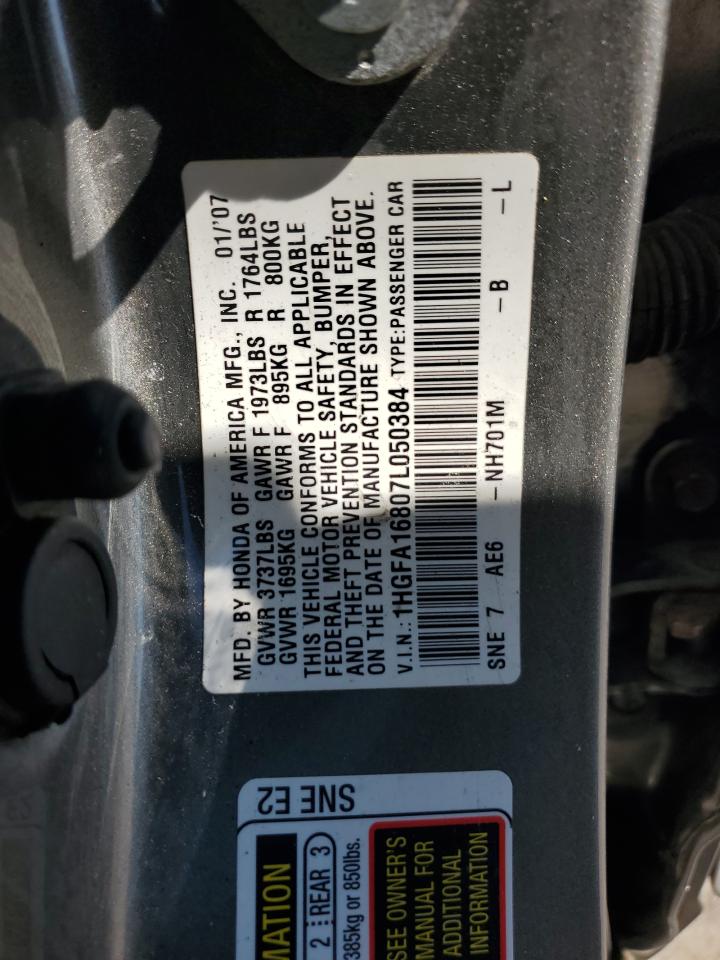 MFD. BY HONDA OF AMERICA MFG., INC. 01/'07
GVWR 3737LBS GAWR F 1973LBS R 1764LBS
GVWR 1695KG GAWR F 895KG R 800KG
THIS VEHICLE CONFORMS TO ALL APPLICABLE
FEDERAL MOTOR VEHICLE SAFETY, BUMPER,
AND THEFT PREVENTION STANDARDS IN EFFECT
ON THE DATE OF MANUFACTURE SHOWN ABOVE.
V.I.N.: 1HGFA16807L050384 TYPE:PASSENGER CAR
SNE 7 AE6 -NH701M -B -L
SNE E2
MATION
2 REAR 3
385kg or 850lbs.
SEE OWNER'S
MANUAL FOR
ADDITIONAL
INFORMATION